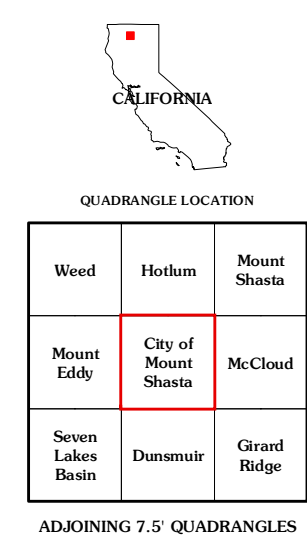 CALIFORNIA
QUADRANGLE LOCATION
Weed
Hotlum
Mount
Shasta
Mount
Eddy
City of
Mount
Shasta
McCloud
Seven
Lakes
Basin
Dunsmuir
Girard
Ridge
ADJOINING 7.5' QUADRANGLES